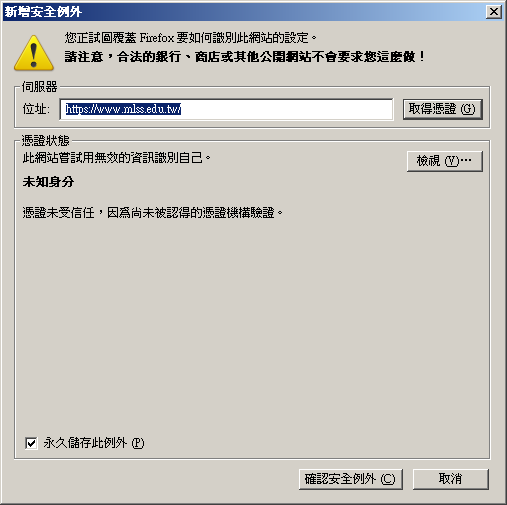 新增安全例外
您正試圖覆蓋 Firefox 要如何識別此網站的設定。
請注意，合法的銀行、商店或其他公開網站不會要求您這麼做！
伺服器
位址:
https://www.mlss.edu.tw/
取得憑證 (G)
憑證狀態
此網站嘗試用無效的資訊識別自己。
檢視 (V)⋯
未知身分
憑證未受信任，因為尚未被認得的憑證機構驗證。
永久儲存此例外 (P)
確認安全例外 (C)
取消